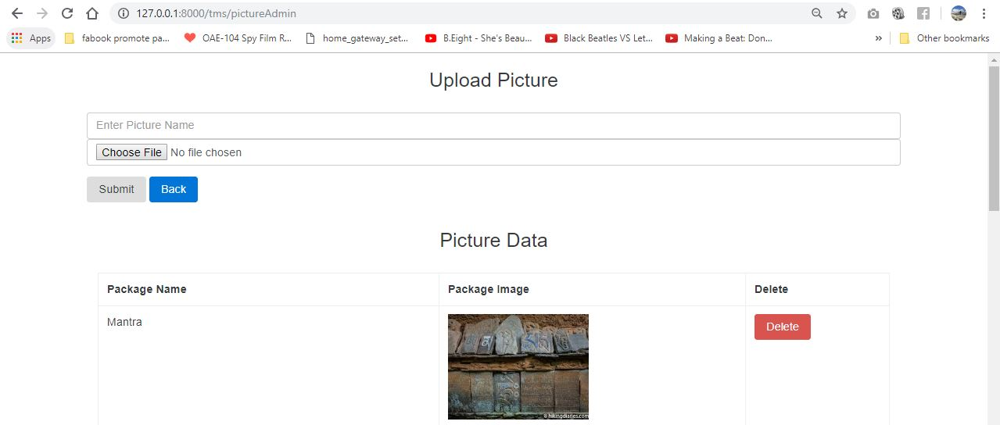 127.0.0.1:8000/tms/pictureAdmin
Apps fabook promote pa... OAE-104 Spy Film R... home_gateway_set... B.Eight - She's Beau... Black Beatles VS Let... Making a Beat: Don... » Other bookmarks
Upload Picture
Enter Picture Name
Choose File No file chosen
Submit Back
Picture Data
Package Name Package Image Delete
Mantra Delete
© hikingdiaries.com